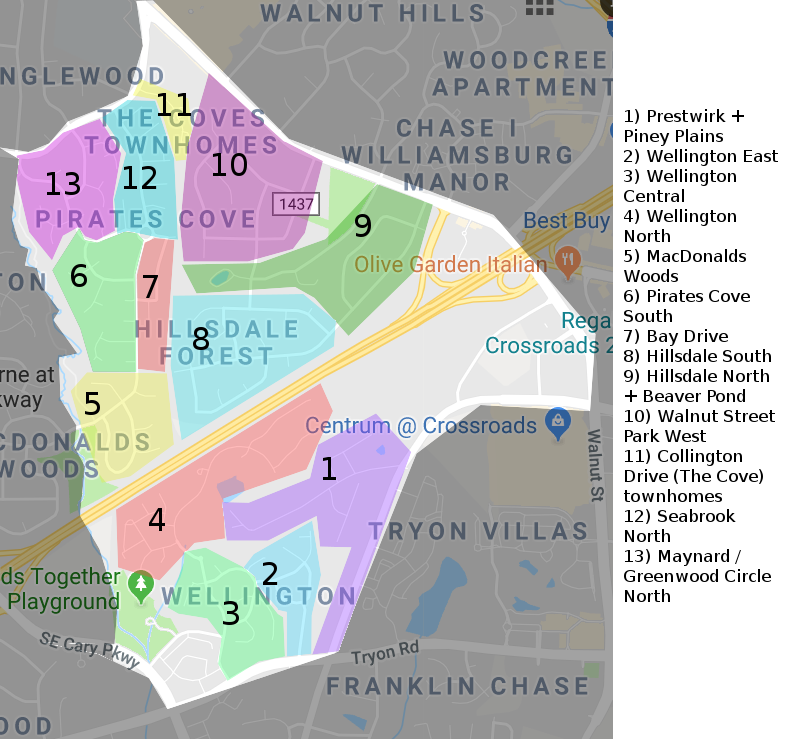 WALNUT HILLS
NGLEWOOD
WOODCREE
APARTMENT
11
THE COVES
TOWNHOMES
CHASE I
WILLIAMSBURG
MANOR
10
12
13
1437
PIRATES COVE
9
Best Buy
Olive Garden Italian
TON
6
7
Rega
Crossroads 2
HILLSDALE
FOREST
8
rne at
kway
5
Centrum @ Crossroads
CDONALDS
WOODS
Walnut St
1
4
TRYON VILLAS
2
ds Together
Playground
WELLINGTON
3
SE Cary Pkwy
Tryon Rd
FRANKLIN CHASE
OOD
1) Prestwirk +
Piney Plains
2) Wellington East
3) Wellington
Central
4) Wellington
North
5) MacDonalds
Woods
6) Pirates Cove
South
7) Bay Drive
8) Hillsdale South
9) Hillsdale North
+ Beaver Pond
10) Walnut Street
Park West
11) Collington
Drive (The Cove)
townhomes
12) Seabrook
North
13) Maynard /
Greenwood Circle
North